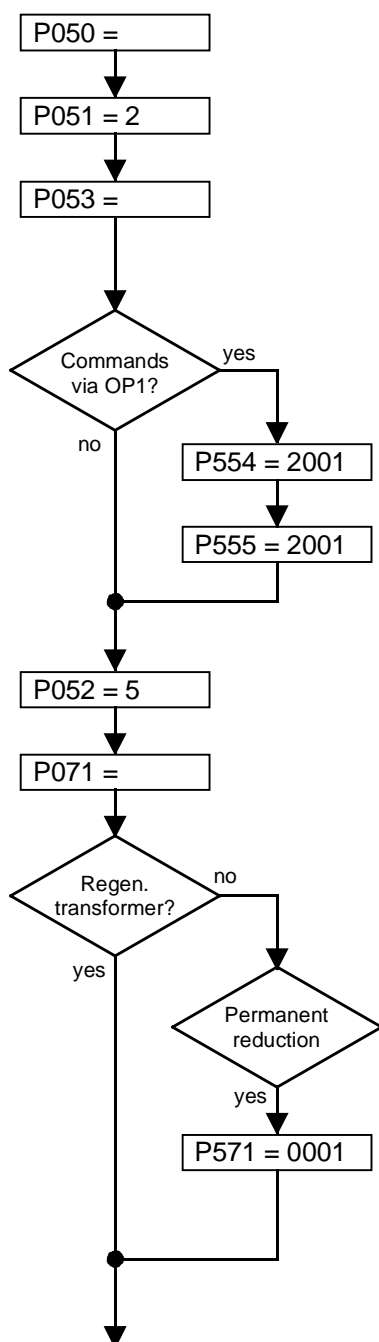 P050 =
P051 = 2
P053 =
Commands
via OP1?
yes
no
P554 = 2001
P555 = 2001
P052 = 5
P071 =
Regen.
transformer?
no
yes
Permanent
reduction
yes
P571 = 0001